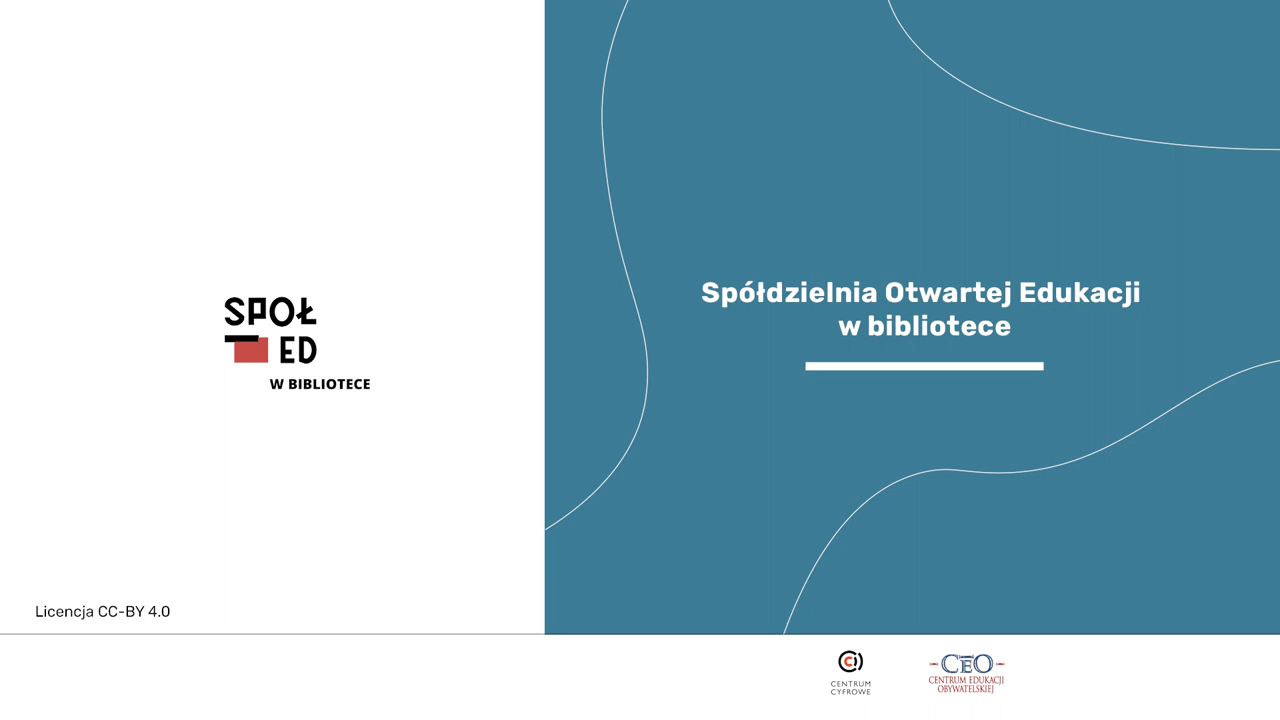 SPOŁ
ED
W BIBLIOTECE
Spółdzielnia Otwartej Edukacji
w bibliotece
Licencja CC-BY 4.0
CENTRUM
CYFROWE
CEO
CENTRUM EDUKACJI
OBYWATELSKIEJ